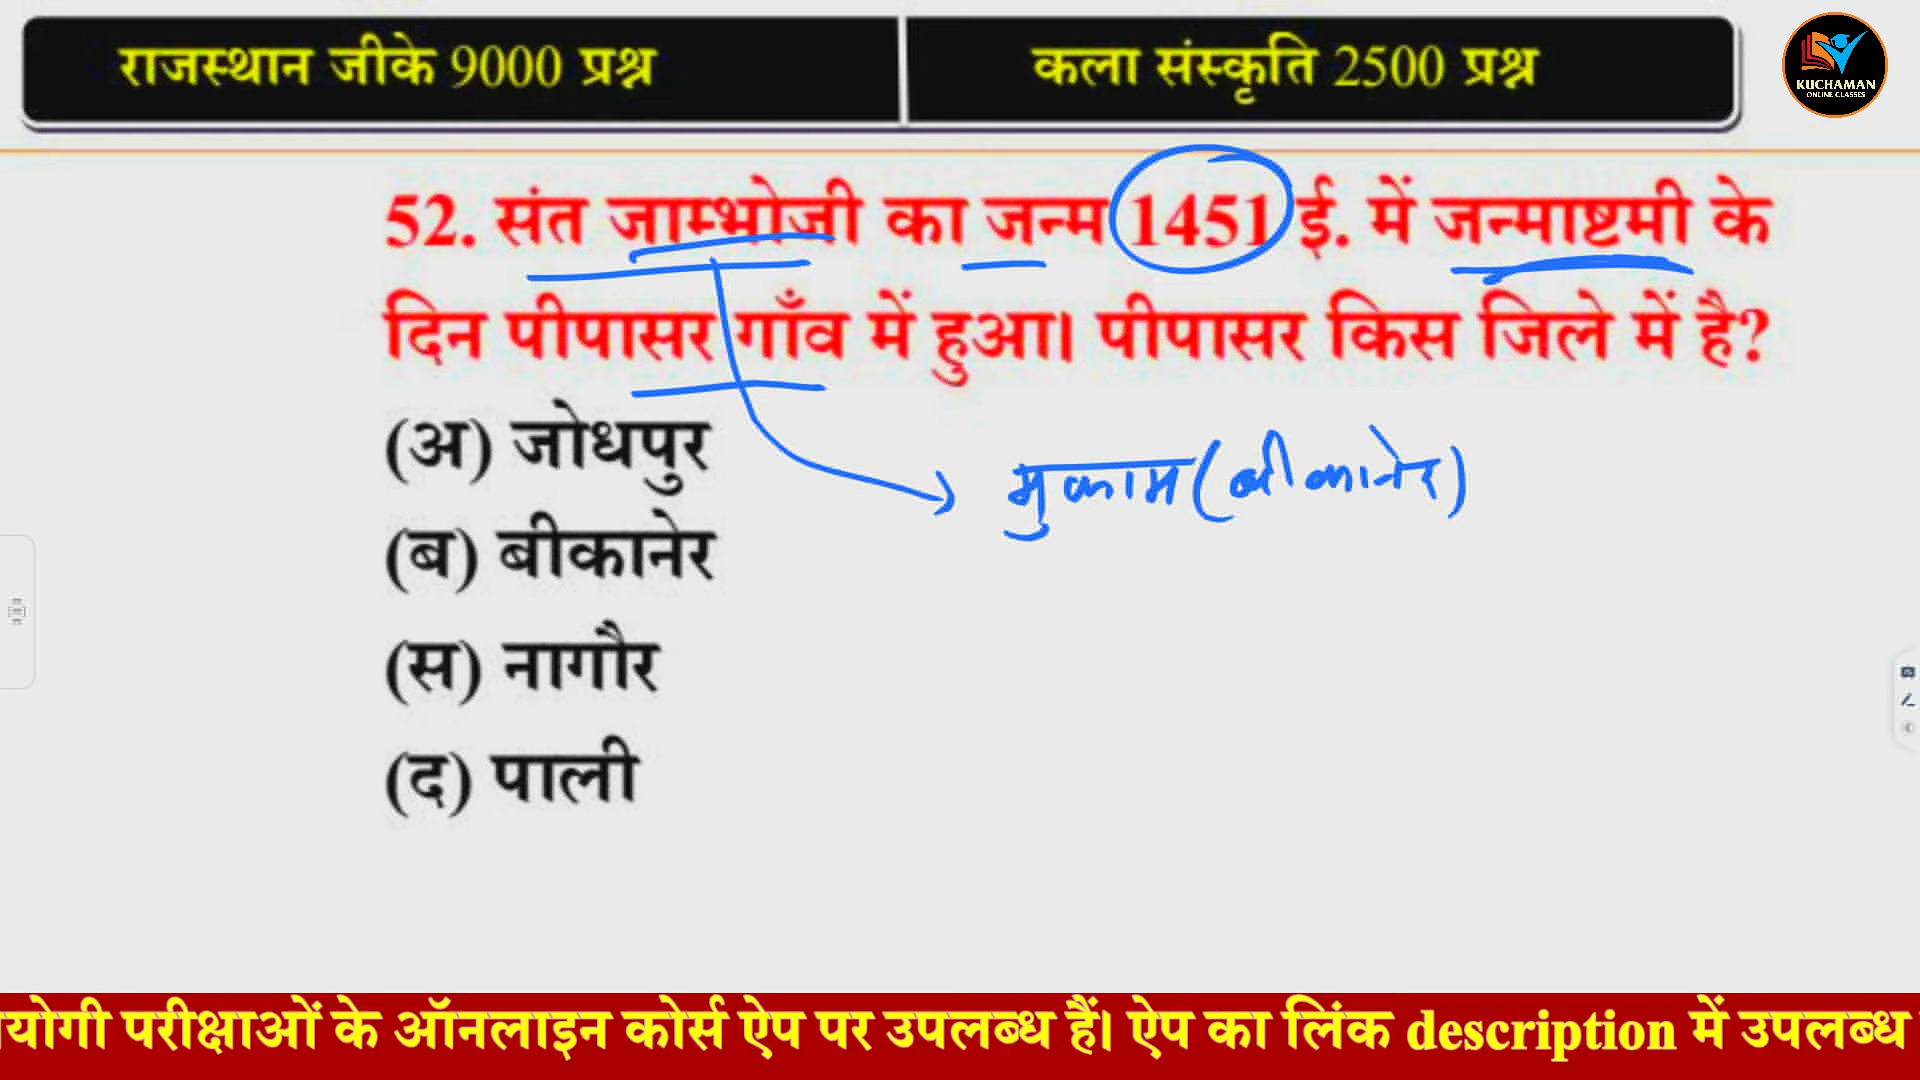 राजस्थान जीके 9000 प्रश्न
कला संस्कृति 2500 प्रश्न
KUCHAMAN
ONLINE CLASSES
52. संत जाम्भोजी का जन्म 1451 ई. में जन्माष्टमी के
दिन पीपासर गाँव में हुआ। पीपासर किस जिले में है?
(अ) जोधपुर
मुकाम (बीकानेर)
(ब) बीकानेर
(स) नागौर
(द) पाली
योगी परीक्षाओं के ऑनलाइन कोर्स ऐप पर उपलब्ध हैं। ऐप का लिंक description में उपलब्ध